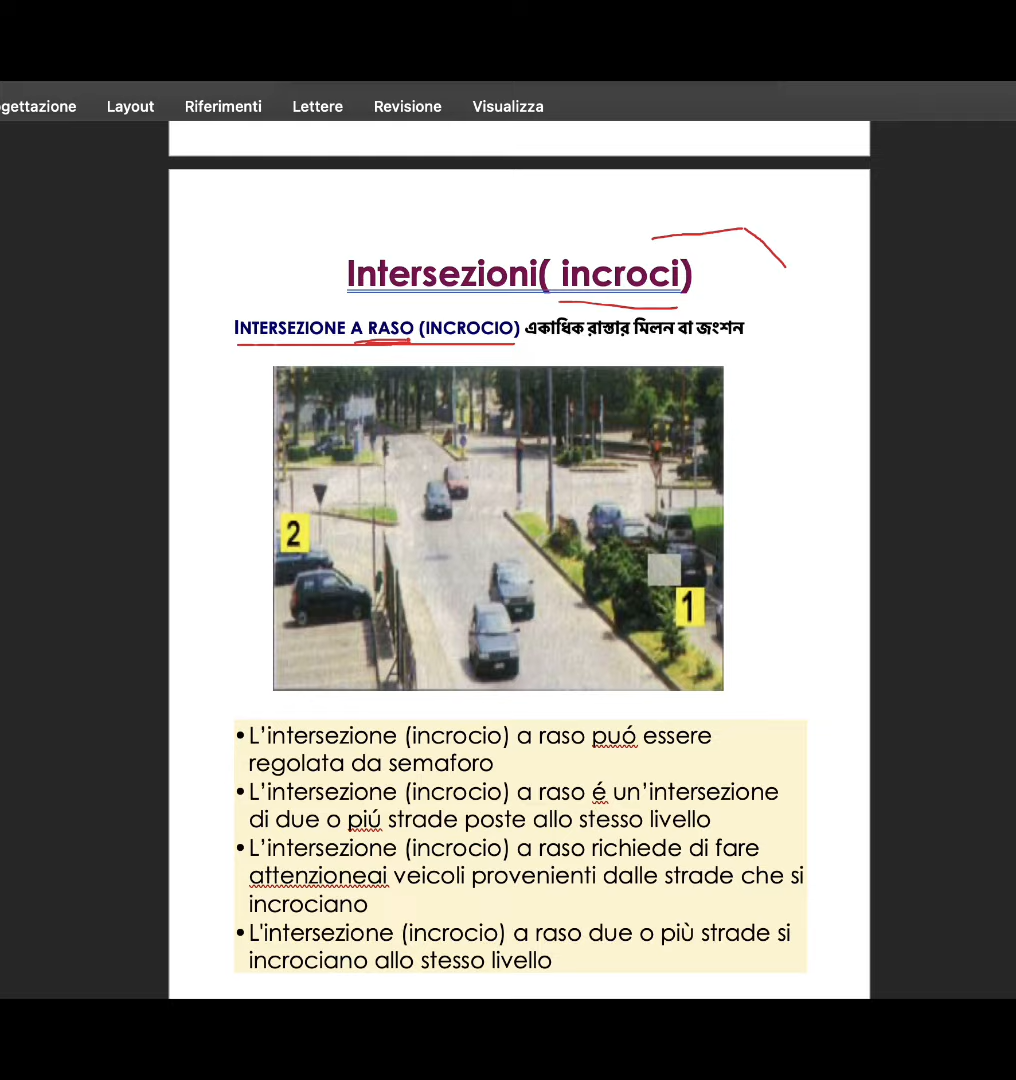 gettazione Layout Riferimenti Lettere Revisione Visualizza
Intersezioni( incroci)
INTERSEZIONE A RASO (INCROCIO) একাধিক রাস্তার মিলন বা জংশন
2
1
•L’intersezione (incrocio) a raso puó essere
regolata da semaforo
•L’intersezione (incrocio) a raso é un’intersezione
di due o piú strade poste allo stesso livello
•L’intersezione (incrocio) a raso richiede di fare
attenzioneai veicoli provenienti dalle strade che si
incrociano
•L'intersezione (incrocio) a raso due o più strade si
incrociano allo stesso livello